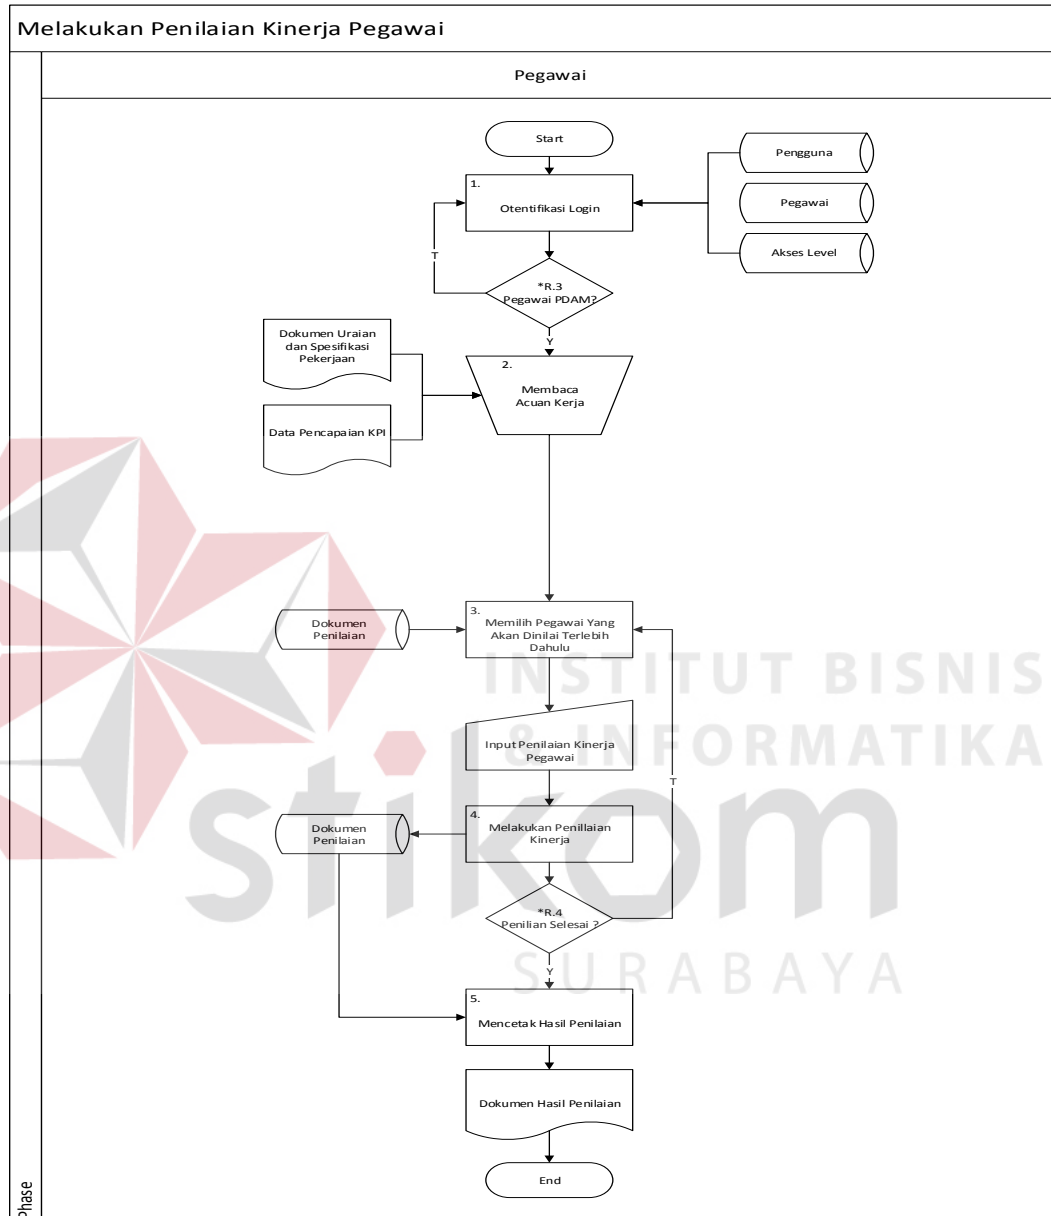 Melakukan Penilaian Kinerja Pegawai
Pegawai
Start
Pengguna
1.
Otentifikasi Login
Pegawai
T
Akses Level
*R.3
Pegawai PDAM?
Y
Dokumen Uraian
dan Spesifikasi
Pekerjaan
2.
Membaca
Acuan Kerja
Data Pencapaian KPI
3.
Memilih Pegawai Yang
Akan Dinilai Terlebih
Dahulu
Dokumen
Penilaian
INSTITUT BISNIS
& INFORMATIKA
Input Penilaian Kinerja
Pegawai
T
stikom
4.
Melakukan Penillaian
Kinerja
Dokumen
Penilaian
*R.4
Penilian Selesai ?
Y
SURABAYA
5.
Mencetak Hasil Penilaian
Dokumen Hasil Penilaian
End
Phase